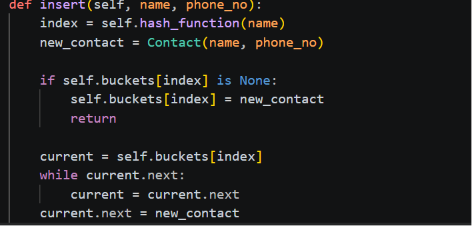 def insert(self, name, phone_no):
    index = self.hash_function(name)
    new_contact = Contact(name, phone_no)

    if self.buckets[index] is None:
        self.buckets[index] = new_contact
        return

    current = self.buckets[index]
    while current.next:
        current = current.next
    current.next = new_contact